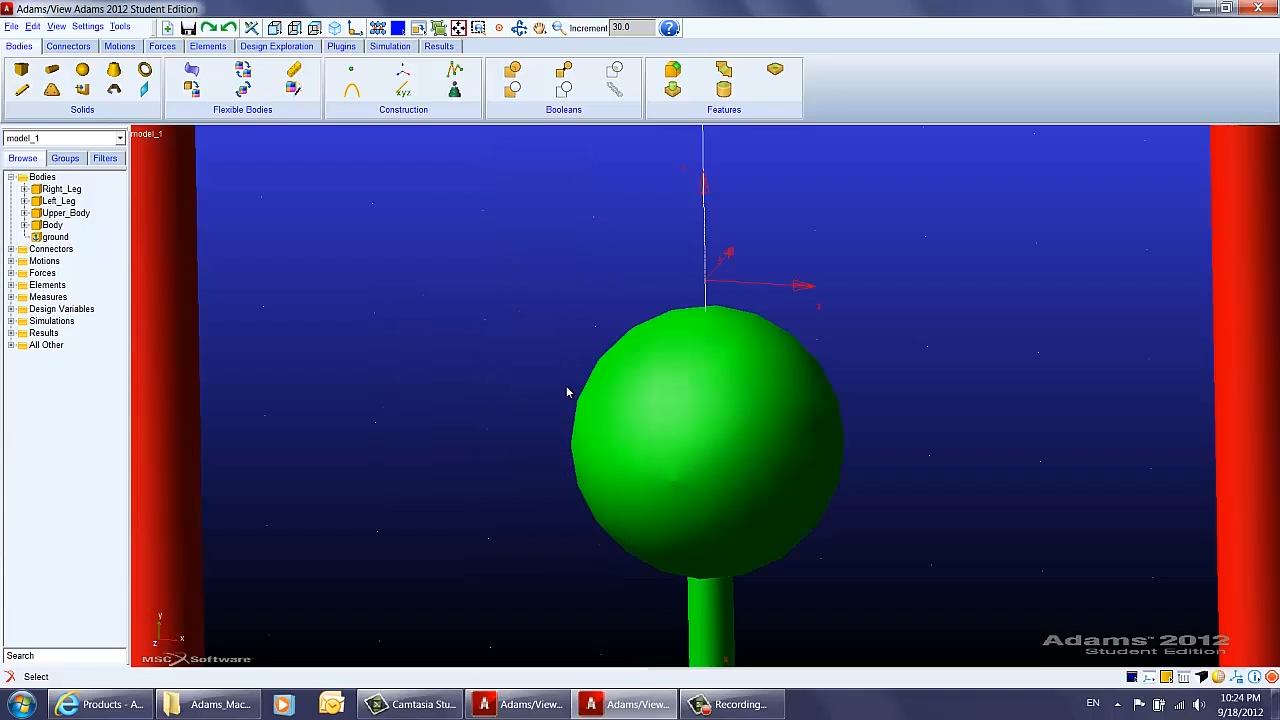 Adams/View Adams 2012 Student Edition
File Edit View Settings Tools
Increment 30.0
Bodies Connectors Motions Forces Elements Design Exploration Plugins Simulation Results
Solids Flexible Bodies Construction Booleans Features
model_1
Browse Groups Filters
Bodies
Right_Leg
Left_Leg
Upper_Body
Body
ground
Connectors
Motions
Forces
Elements
Measures
Design Variables
Simulations
Results
All Other
Search
Select
model_1
y
z x
MSC Software
Adams™ 2012
Student Edition
Products - A...
Adams_Mac...
Camtasia Stu...
Adams/View...
Adams/View...
Recording...
EN
10:24 PM
9/18/2012